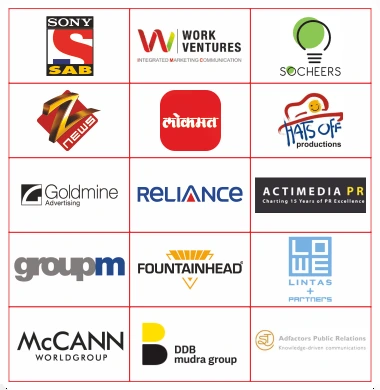 SONY
SAB
WORK
VENTURES
INTEGRATED MARKETING COMMUNICATION
SOCHEERS
Z
NEWS
लोकमत
HATS OFF
productions
Goldmine
Advertising
RELIANCE
ACTIMEDIA PR
Charting 15 Years of PR Excellence
groupm
FOUNTAINHEAD
LOWE
LINTAS
+
PARTNERS
McCANN
WORLDGROUP
DDB
mudra group
Adfactors Public Relations
Knowledge-driven communications